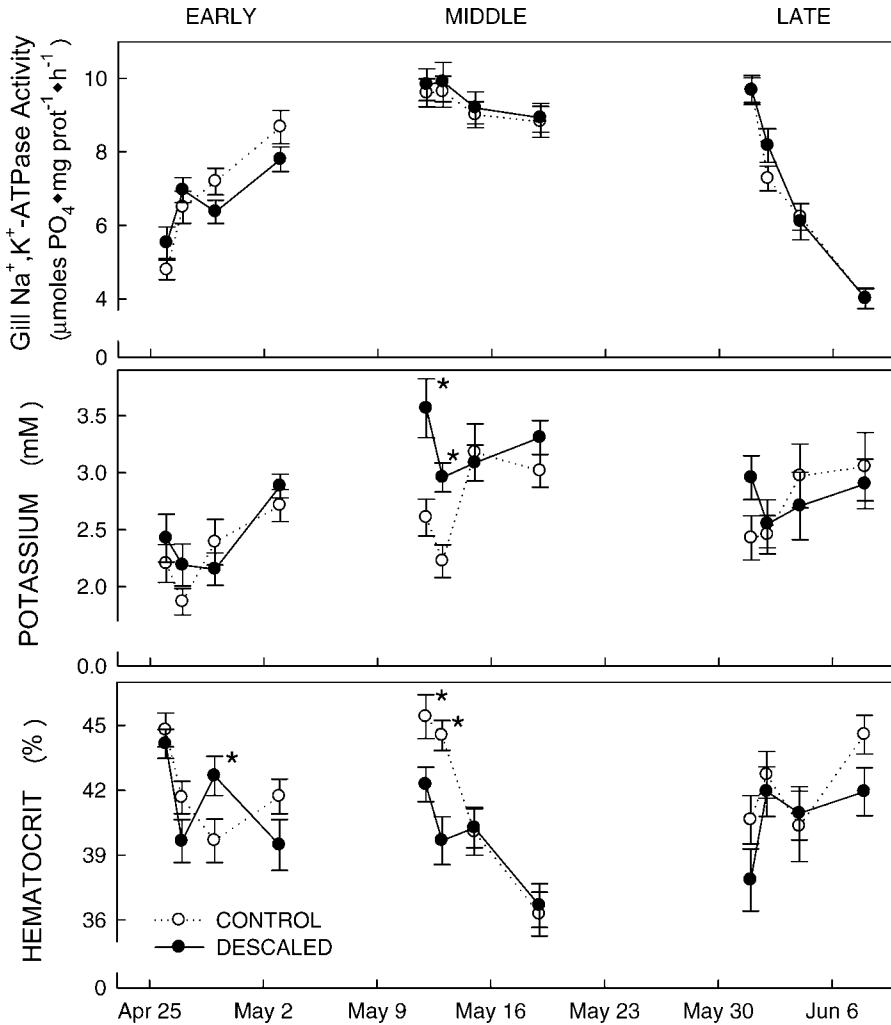 EARLY MIDDLE LATE
Gill Na⁺,K⁺-ATPase Activity
(μmoles PO₄◆mg prot⁻¹◆h⁻¹)
10
8
6
4
0
POTASSIUM (mM)
3.5
3.0
2.5
2.0
0.0
*
*
HEMATOCRIT (%)
45
42
39
36
0
*
*
*
CONTROL
DESCALED
Apr 25 May 2 May 9 May 16 May 23 May 30 Jun 6